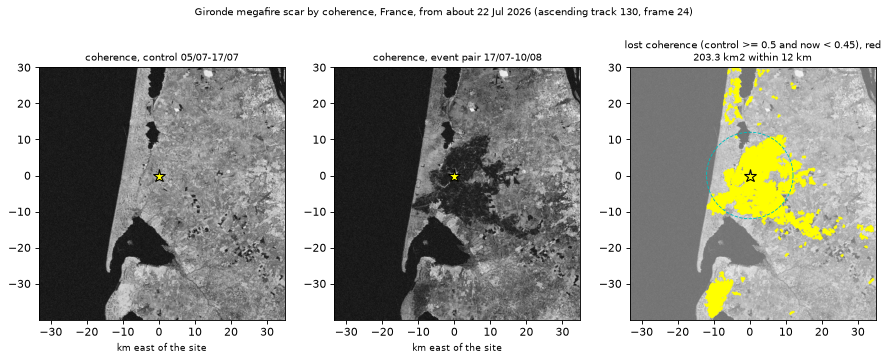 Gironde megafire scar by coherence, France, from about 22 Jul 2026 (ascending track 130, frame 24)
coherence, control 05/07-17/07
coherence, event pair 17/07-10/08
lost coherence (control >= 0.5 and now < 0.45), red
203.3 km2 within 12 km
30
20
10
0
−10
−20
−30
−30 −20 −10 0 10 20 30
km east of the site
30
20
10
0
−10
−20
−30
−30 −20 −10 0 10 20 30
km east of the site
30
20
10
0
−10
−20
−30
−30 −20 −10 0 10 20 30